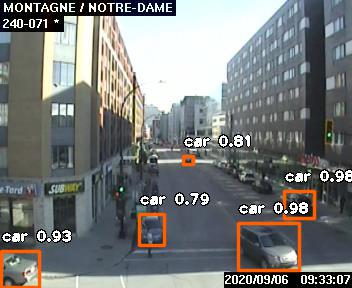 MONTAGNE / NOTRE-DAME
240-071 *
car 0.81
car 0.98
car 0.79
car 0.98
car 0.93
SUBWAY
2020/09/06 09:33:07